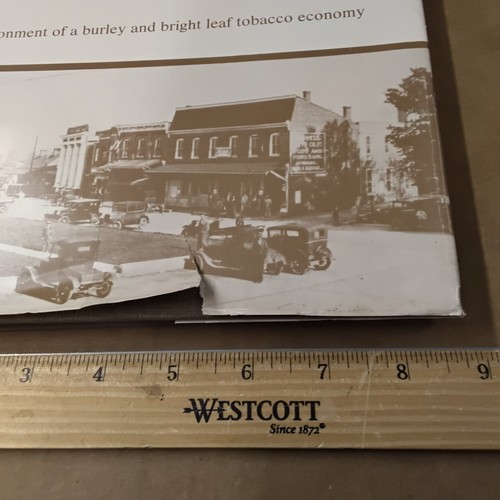 onment of a burley and bright leaf tobacco economy
3 4 5 6 7 8 9
WESTCOTT
Since 1872®